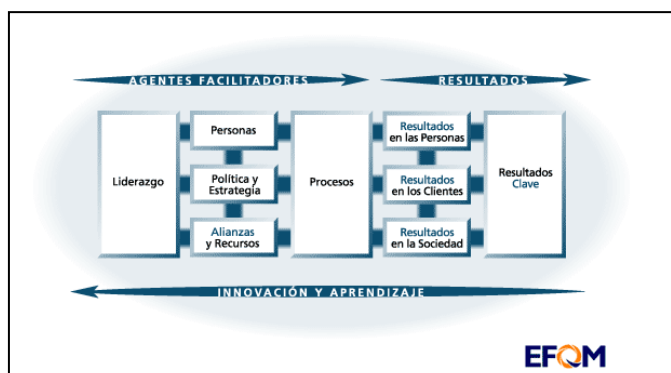 AGENTES FACILITADORES
RESULTADOS
Liderazgo
Personas
Política y
Estrategía
Alianzas
y Recursos
Procesos
Resultados
en las Personas
Resultados
en los Clientes
Resultados
en la Sociedad
Resultados
Clave
INNOVACIÓN Y APRENDIZAJE
EFQM